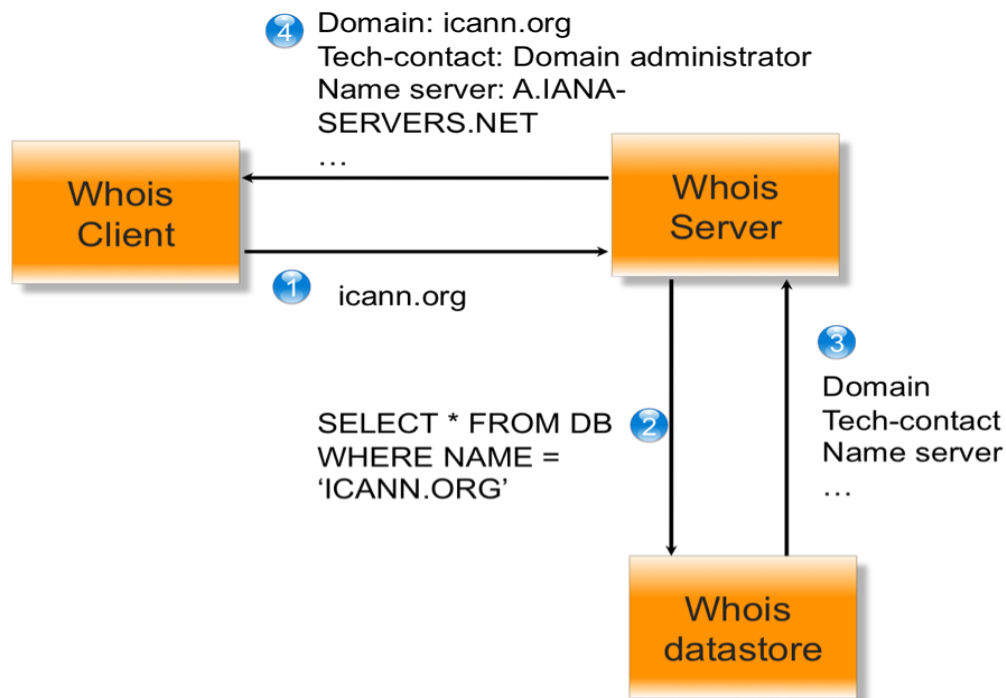 4
Domain: icann.org
Tech-contact: Domain administrator
Name server: A.IANA-
SERVERS.NET
…
Whois
Client
Whois
Server
1
icann.org
SELECT * FROM DB
WHERE NAME =
‘ICANN.ORG’
2
3
Domain
Tech-contact
Name server
…
Whois
datastore